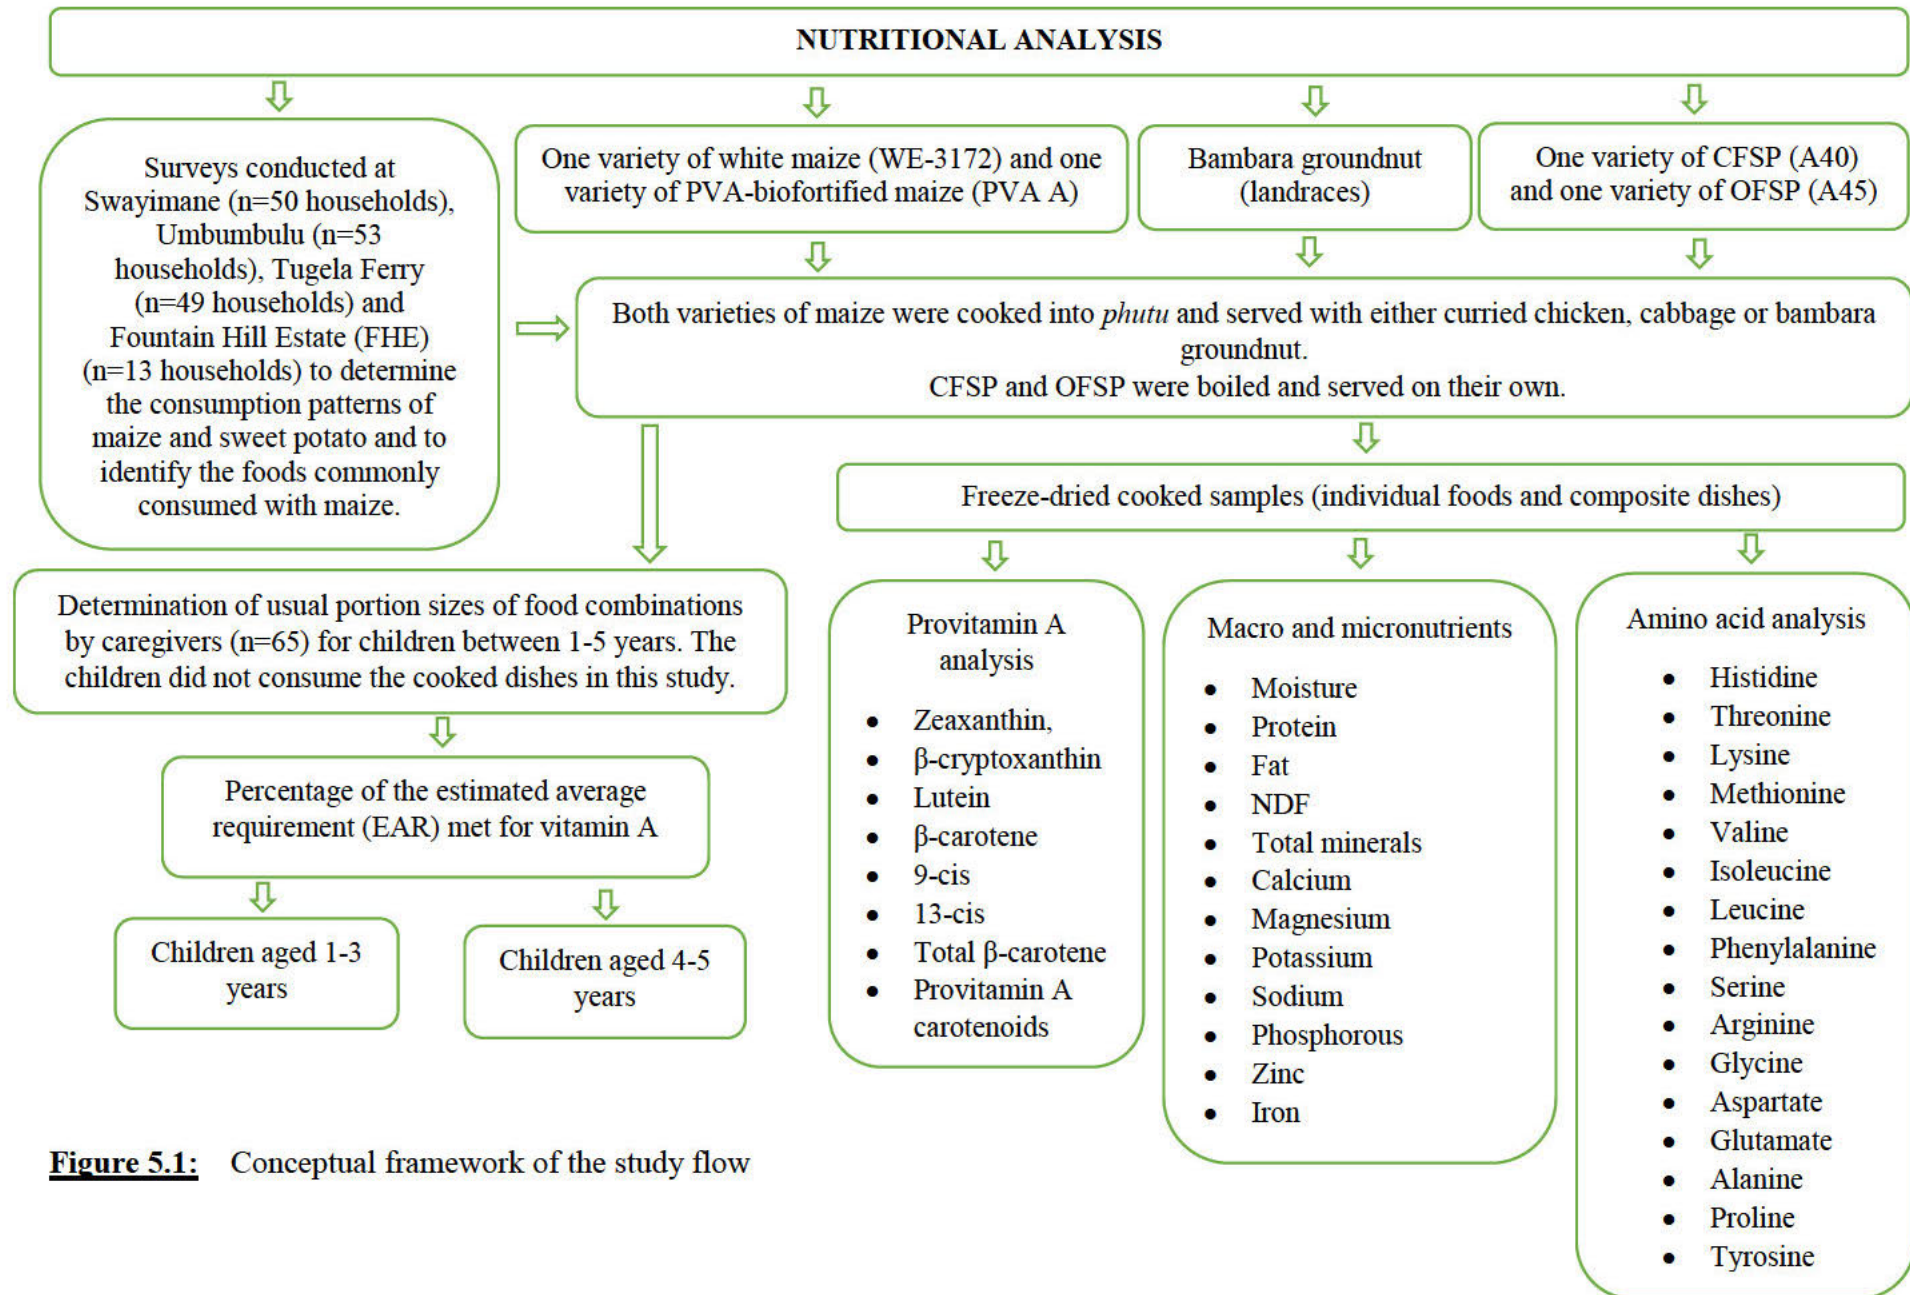 NUTRITIONAL ANALYSIS
Surveys conducted at
Swayimane (n=50 households),
Umbumbulu (n=53
households), Tugela Ferry
(n=49 households) and
Fountain Hill Estate (FHE)
(n=13 households) to determine
the consumption patterns of
maize and sweet potato and to
identify the foods commonly
consumed with maize.
One variety of white maize (WE-3172) and one
variety of PVA-biofortified maize (PVA A)
Bambara groundnut
(landraces)
One variety of CFSP (A40)
and one variety of OFSP (A45)
Both varieties of maize were cooked into phutu and served with either curried chicken, cabbage or bambara
groundnut.
CFSP and OFSP were boiled and served on their own.
Freeze-dried cooked samples (individual foods and composite dishes)
Determination of usual portion sizes of food combinations
by caregivers (n=65) for children between 1-5 years. The
children did not consume the cooked dishes in this study.
Percentage of the estimated average
requirement (EAR) met for vitamin A
Children aged 1-3
years
Children aged 4-5
years
Provitamin A
analysis
• Zeaxanthin,
• β-cryptoxanthin
• Lutein
• β-carotene
• 9-cis
• 13-cis
• Total β-carotene
• Provitamin A
carotenoids
Macro and micronutrients
• Moisture
• Protein
• Fat
• NDF
• Total minerals
• Calcium
• Magnesium
• Potassium
• Sodium
• Phosphorous
• Zinc
• Iron
Amino acid analysis
• Histidine
• Threonine
• Lysine
• Methionine
• Valine
• Isoleucine
• Leucine
• Phenylalanine
• Serine
• Arginine
• Glycine
• Aspartate
• Glutamate
• Alanine
• Proline
• Tyrosine
Figure 5.1: Conceptual framework of the study flow